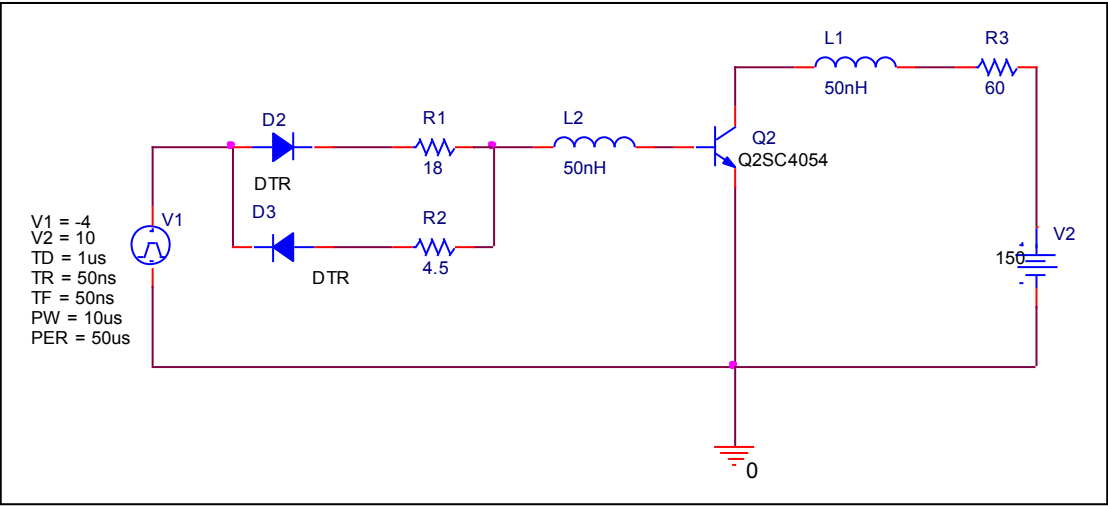 L1
50nH
R3
60
D2
DTR
R1
18
L2
50nH
Q2
Q2SC4054
D3
DTR
R2
4.5
V1
V1 = -4
V2 = 10
TD = 1us
TR = 50ns
TF = 50ns
PW = 10us
PER = 50us
V2
150
0